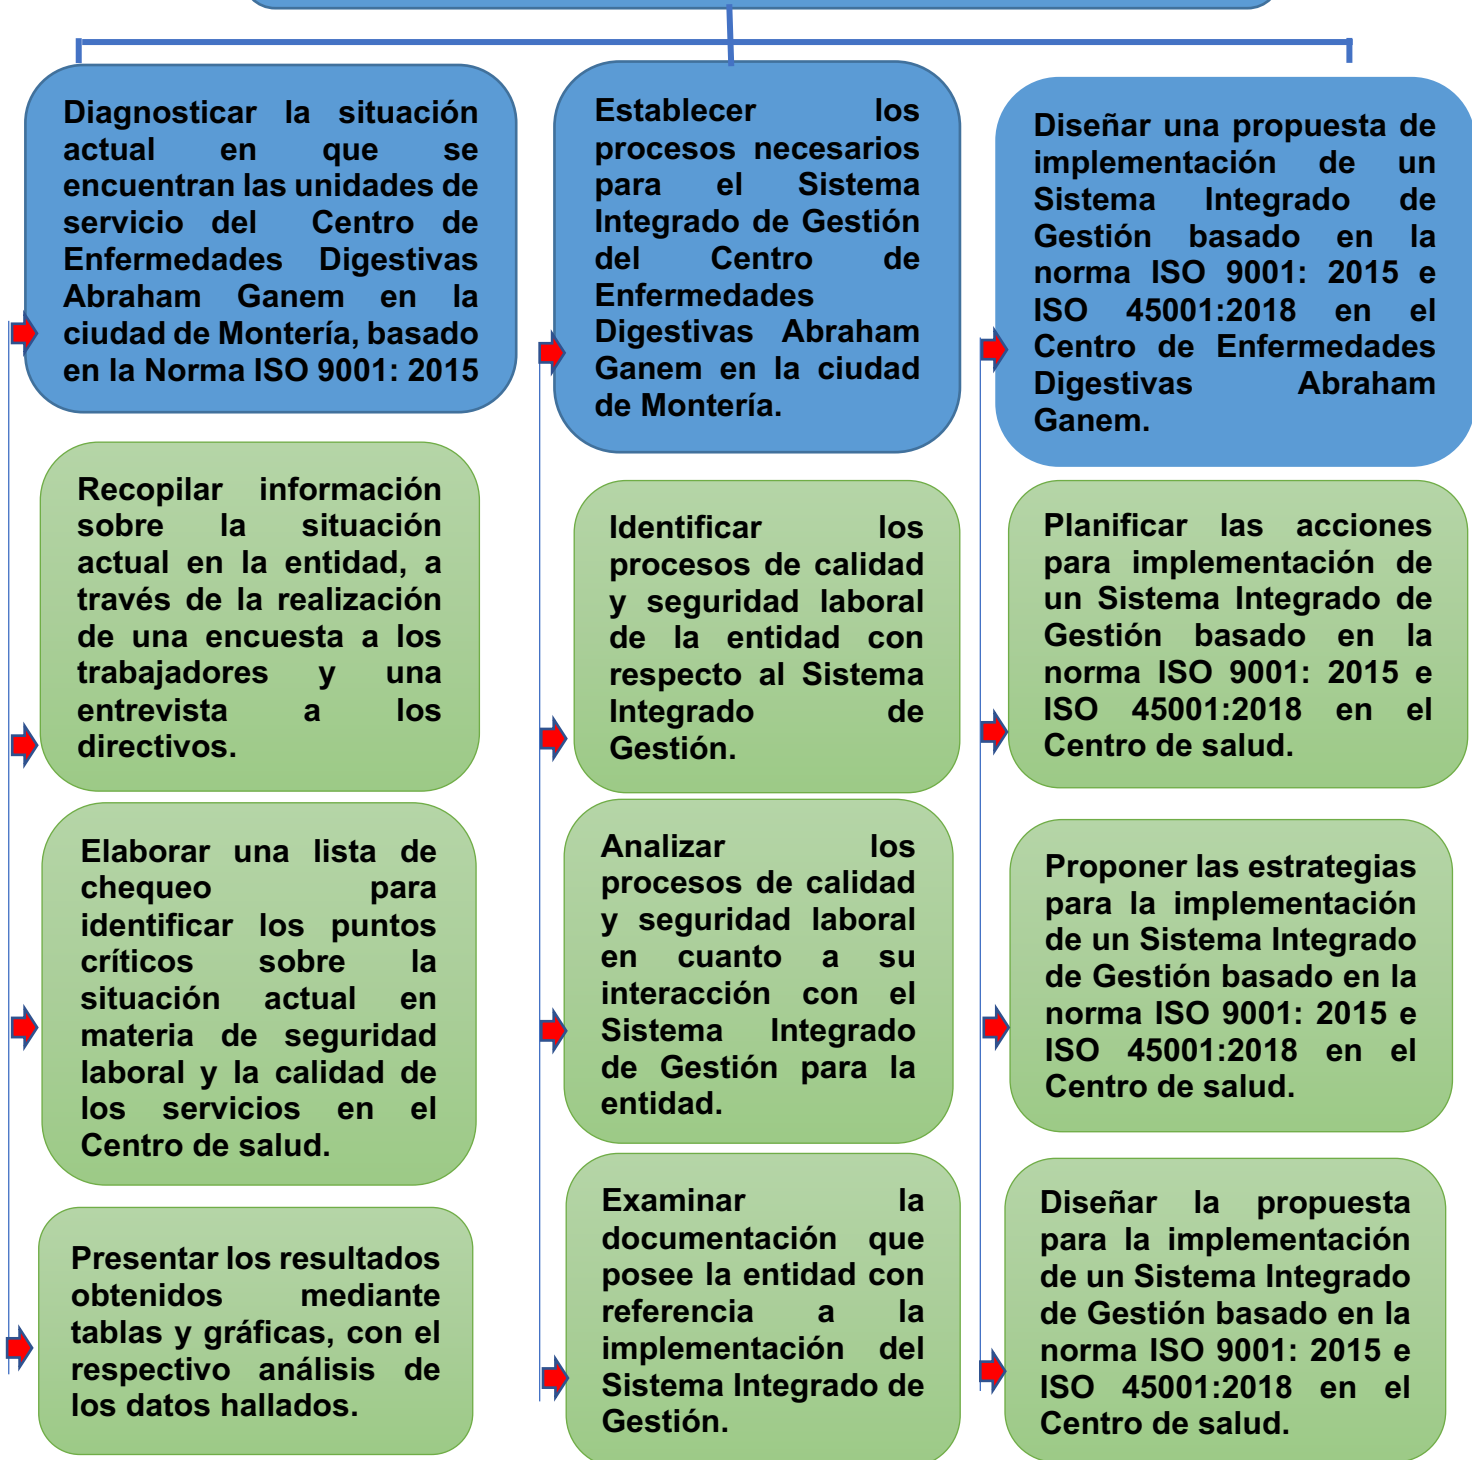 Diagnosticar la situación
actual en que se
encuentran las unidades de
servicio del Centro de
Enfermedades Digestivas
Abraham Ganem en la
ciudad de Montería, basado
en la Norma ISO 9001: 2015
Recopilar información
sobre la situación
actual en la entidad, a
través de la realización
de una encuesta a los
trabajadores y una
entrevista a los
directivos.
Elaborar una lista de
chequeo para
identificar los puntos
críticos sobre la
situación actual en
materia de seguridad
laboral y la calidad de
los servicios en el
Centro de salud.
Presentar los resultados
obtenidos mediante
tablas y gráficas, con el
respectivo análisis de
los datos hallados.
Establecer los
procesos necesarios
para el Sistema
Integrado de Gestión
del Centro de
Enfermedades
Digestivas Abraham
Ganem en la ciudad
de Montería.
Identificar los
procesos de calidad
y seguridad laboral
de la entidad con
respecto al Sistema
Integrado de
Gestión.
Analizar los
procesos de calidad
y seguridad laboral
en cuanto a su
interacción con el
Sistema Integrado
de Gestión para la
entidad.
Examinar la
documentación que
posee la entidad con
referencia a la
implementación del
Sistema Integrado de
Gestión.
Diseñar una propuesta de
implementación de un
Sistema Integrado de
Gestión basado en la
norma ISO 9001: 2015 e
ISO 45001:2018 en el
Centro de Enfermedades
Digestivas Abraham
Ganem.
Planificar las acciones
para implementación de
un Sistema Integrado de
Gestión basado en la
norma ISO 9001: 2015 e
ISO 45001:2018 en el
Centro de salud.
Proponer las estrategias
para la implementación
de un Sistema Integrado
de Gestión basado en la
norma ISO 9001: 2015 e
ISO 45001:2018 en el
Centro de salud.
Diseñar la propuesta
para la implementación
de un Sistema Integrado
de Gestión basado en la
norma ISO 9001: 2015 e
ISO 45001:2018 en el
Centro de salud.